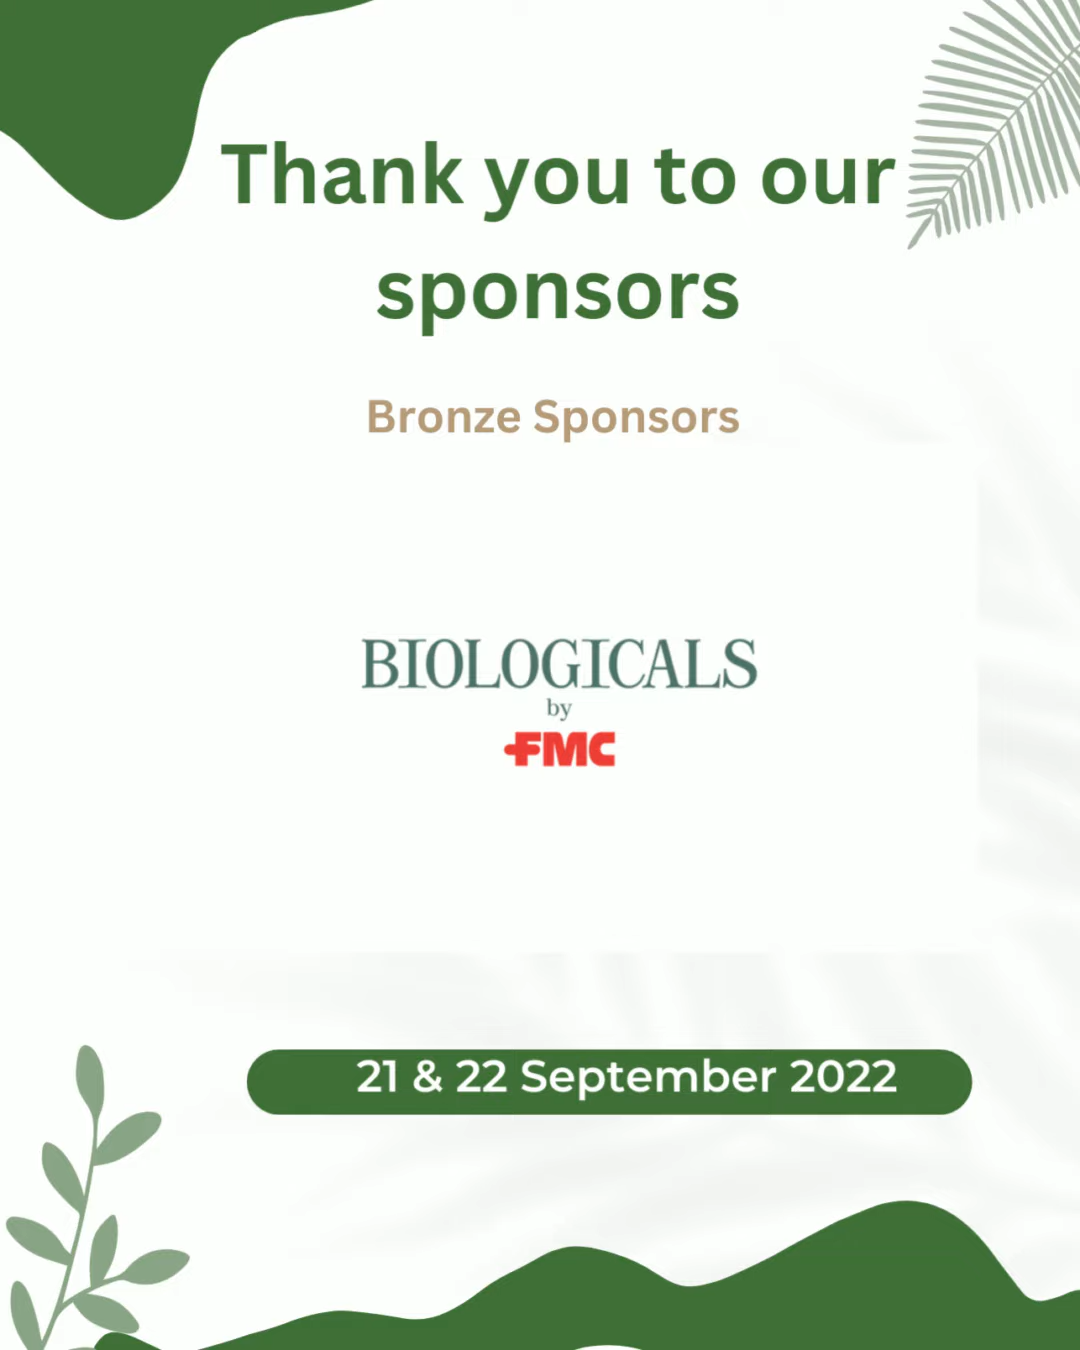 Thank you to our
sponsors
Bronze Sponsors
BIOLOGICALS
by
FMC
21 & 22 September 2022